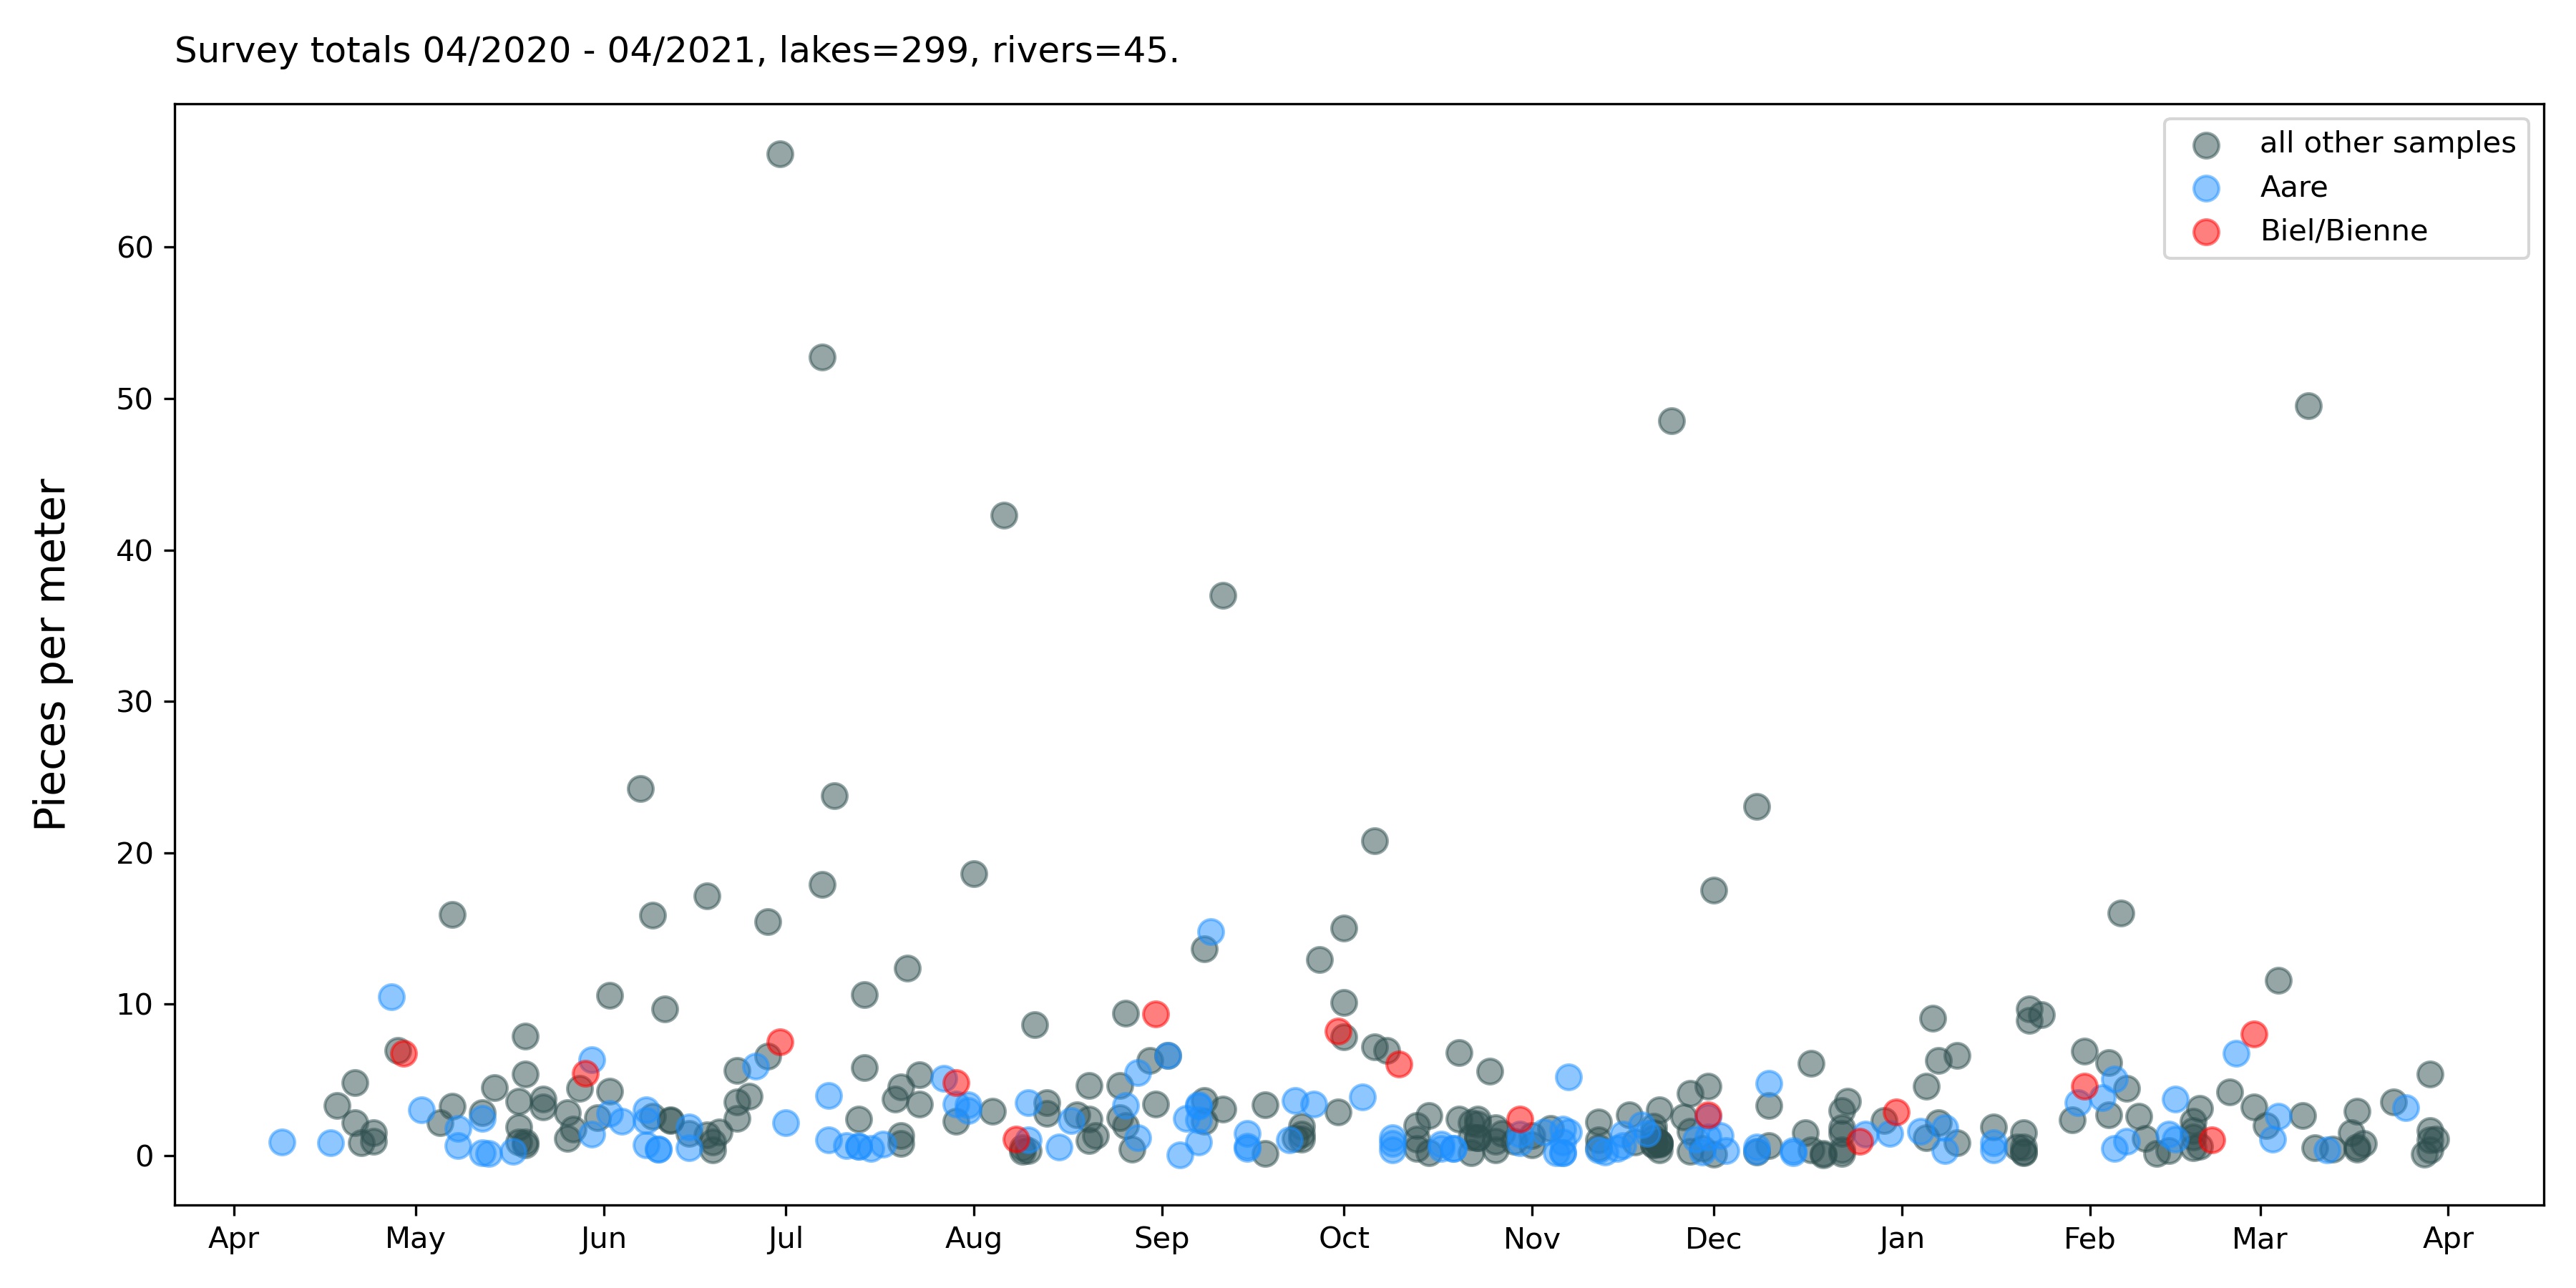 Survey totals 04/2020 - 04/2021, lakes=299, rivers=45.
all other samples
Aare
Biel/Bienne
Pieces per meter
60
50
40
30
20
10
0
Apr May Jun Jul Aug Sep Oct Nov Dec Jan Feb Mar Apr